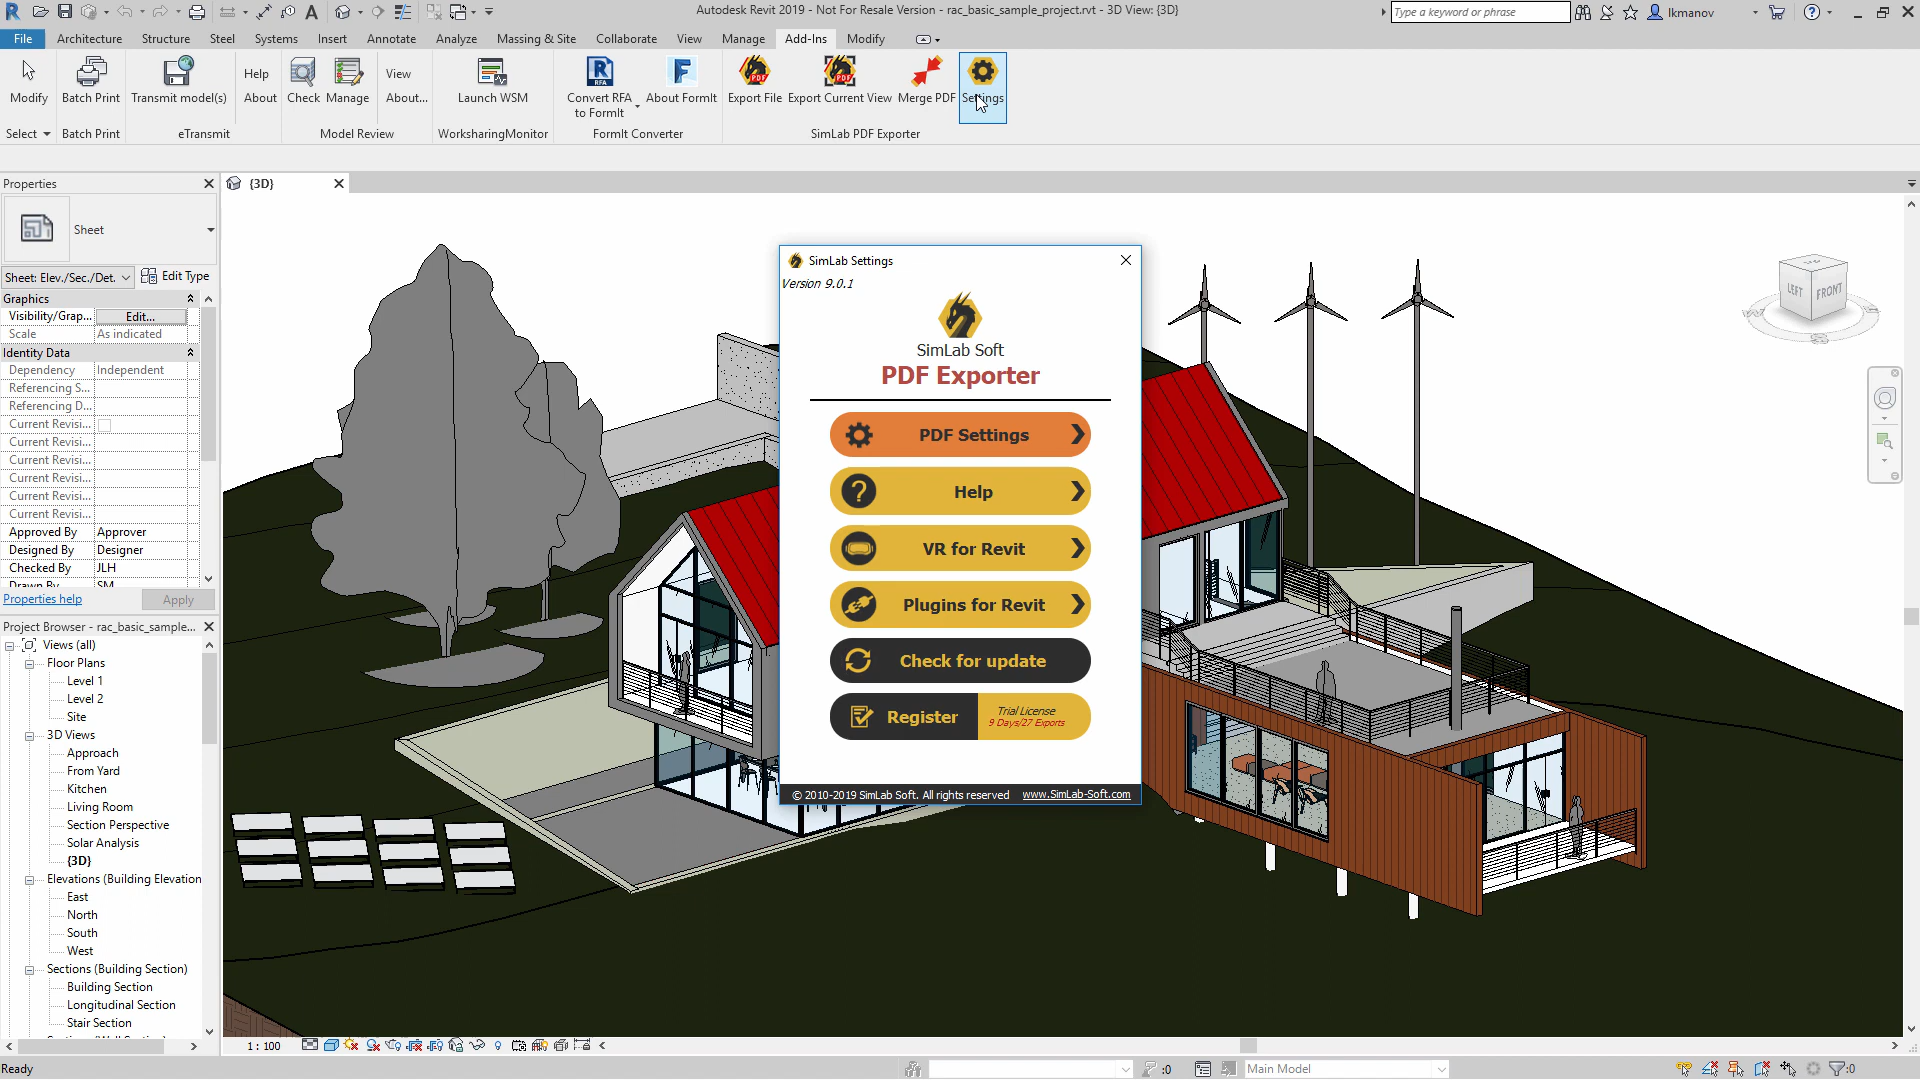 Autodesk Revit 2019 - Not For Resale Version - rac_basic_sample_project.rvt - 3D View: {3D}
Type a keyword or phrase
lkmanov
File Architecture Structure Steel Systems Insert Annotate Analyze Massing & Site Collaborate View Manage Add-Ins Modify
Modify
Batch Print
Transmit model(s)
Help
About
Check
Manage
View
About...
Launch WSM
Convert RFA
to FormIt
About FormIt
Export File
Export Current View
Merge PDF
Settings
Select
Batch Print
eTransmit
Model Review
WorksharingMonitor
FormIt Converter
SimLab PDF Exporter
Properties
{3D}
Sheet
Sheet: Elev./Sec./Det.
Edit Type
Graphics
Visibility/Grap... Edit...
Scale As indicated
Identity Data
Dependency Independent
Referencing S...
Referencing D...
Current Revisi...
Current Revisi...
Current Revisi...
Current Revisi...
Current Revisi...
Current Revisi...
Approved By Approver
Designed By Designer
Checked By JLH
Drawn By SM
Properties help
Apply
Project Browser - rac_basic_sample...
Views (all)
Floor Plans
Level 1
Level 2
Site
3D Views
Approach
From Yard
Kitchen
Living Room
Section Perspective
Solar Analysis
{3D}
Elevations (Building Elevation
East
North
South
West
Sections (Building Section)
Building Section
Longitudinal Section
Stair Section
SimLab Settings
Version 9.0.1
SimLab Soft
PDF Exporter
PDF Settings
Help
VR for Revit
Plugins for Revit
Check for update
Register
Trial License
9 Days/27 Exports
© 2010-2019 SimLab Soft. All rights reserved www.SimLab-Soft.com
LEFT
FRONT
1 : 100
Ready
:0
Main Model
:0